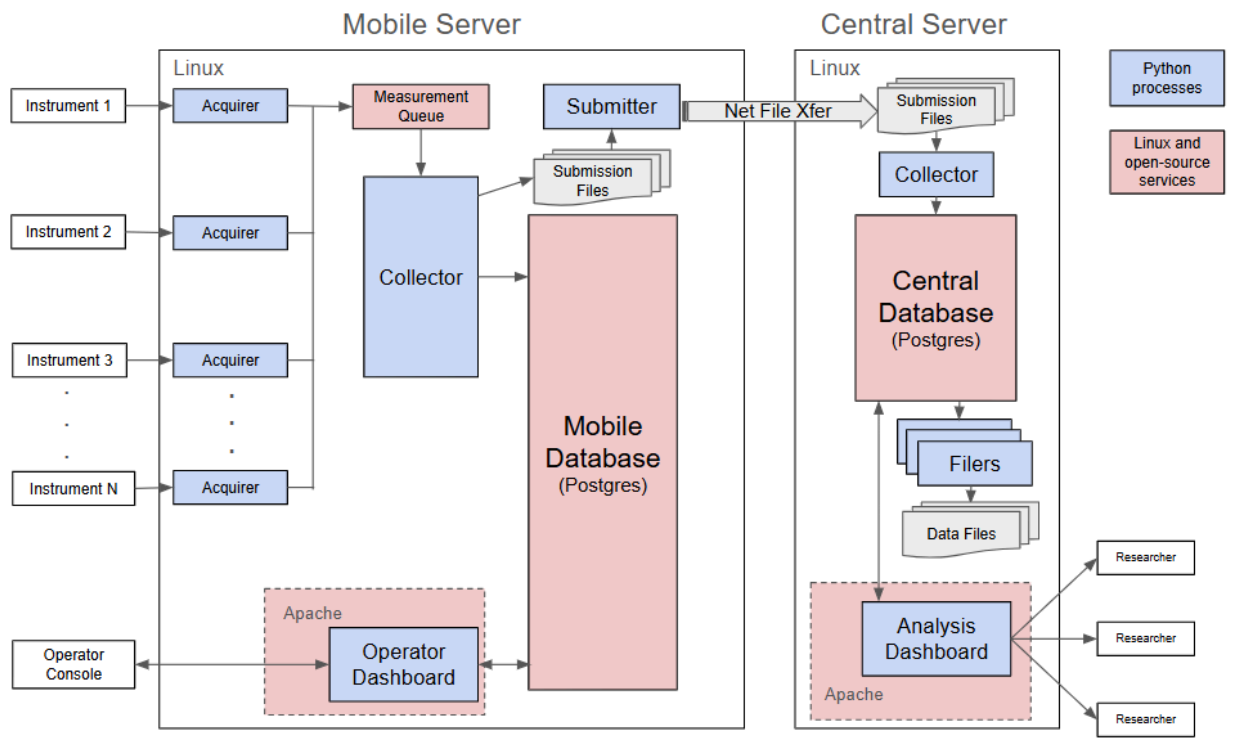 Mobile Server
Central Server
Linux
Linux
Python
processes
Linux and
open-source
services
Instrument 1
Acquirer
Measurement
Queue
Submitter
Net File Xfer
Submission
Files
Submission
Files
Collector
Instrument 2
Acquirer
Collector
Central
Database
(Postgres)
Instrument 3
Acquirer
Mobile
Database
(Postgres)
Filers
Instrument N
Acquirer
Data Files
Apache
Operator
Console
Operator
Dashboard
Analysis
Dashboard
Apache
Researcher
Researcher
Researcher